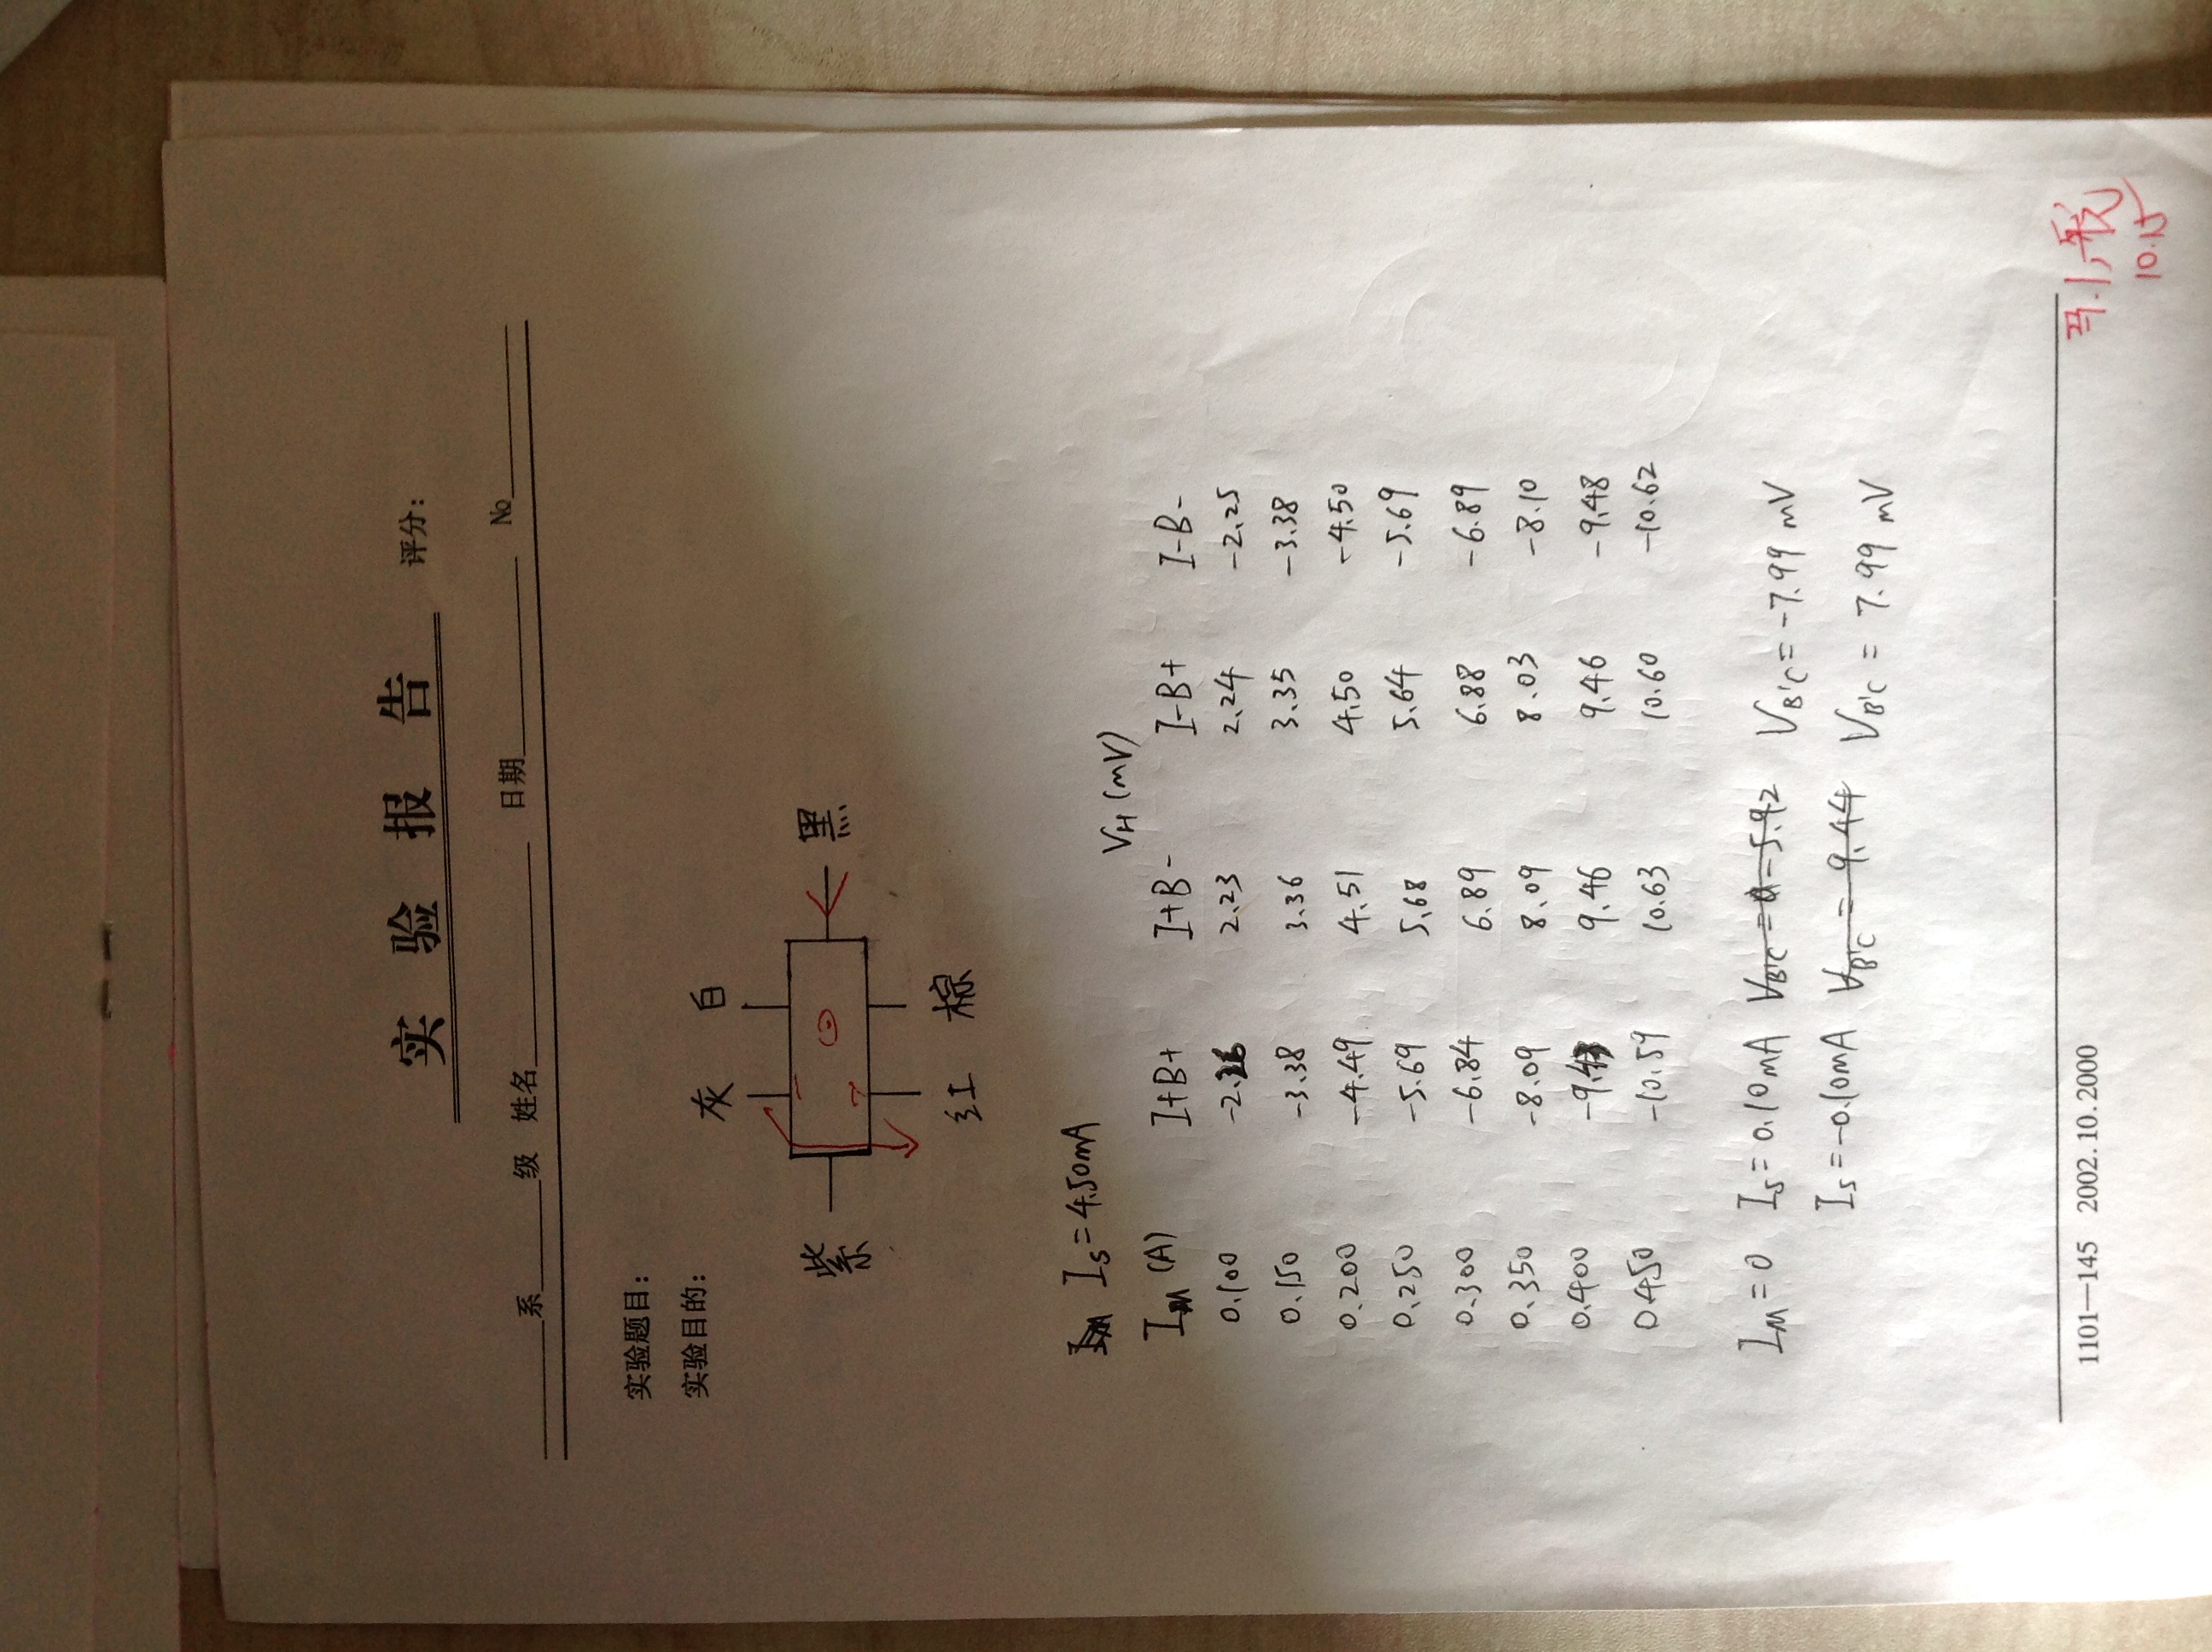 实验报告 评分:
系 级 姓名 日期 No
实验题目:
实验目的:
灰 白
紫 黑
红 棕
I_S=4.50mA
V_H (mV)
I_M (A) I+B+ I+B- I-B+ I-B-
0.100 -2.26 2.23 2.24 -2.25
0.150 -3.38 3.36 3.35 -3.38
0.200 -4.49 4.51 4.50 -4.50
0.250 -5.69 5.68 5.64 -5.69
0.300 -6.84 6.89 6.88 -6.89
0.350 -8.09 8.09 8.03 -8.10
0.400 -9.43 9.46 9.46 -9.48
0.450 -10.59 10.63 10.60 -10.62
I_M=0 I_S=0.10mA V_B'C= -5.92 V_B'C=-7.99 mV
I_S=-0.10mA V_B'C = 9.44 V_B'C = 7.99 mV
1101—145 2002.10.2000
10.15